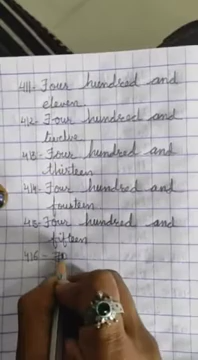 411- Four hundred and
eleven
412- Four hundred and
twelve
413- Four hundred and
thirteen
414- Four hundred and
fourteen
415- Four hundred and
fifteen
416- Fo